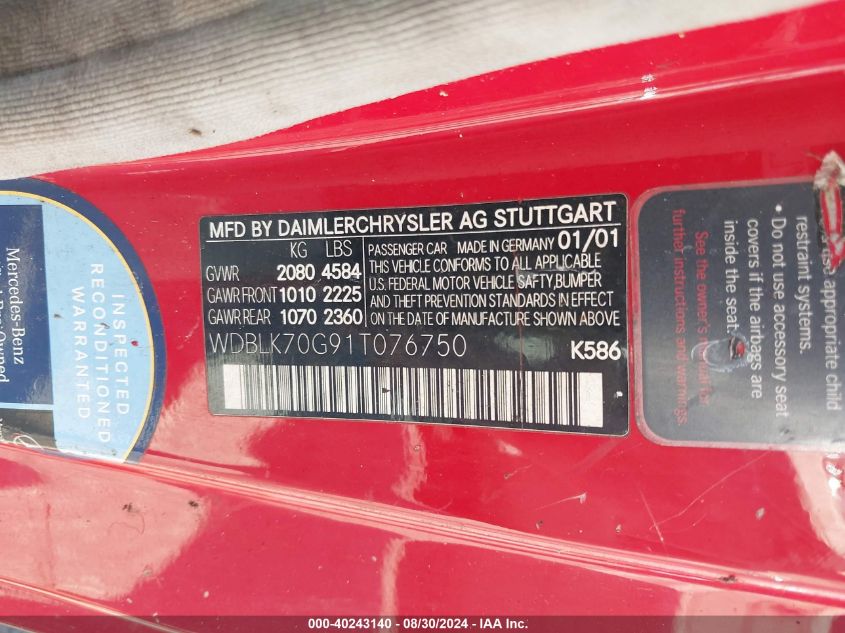 MFD BY DAIMLERCHRYSLER AG STUTTGART
KG LBS
GVWR 2080 4584
GAWR FRONT 1010 2225
GAWR REAR 1070 2360
PASSENGER CAR MADE IN GERMANY 01/01
THIS VEHICLE CONFORMS TO ALL APPLICABLE
U.S. FEDERAL MOTOR VEHICLE SAFTY, BUMPER
AND THEFT PREVENTION STANDARDS IN EFFECT
ON THE DATE OF MANUFACTURE SHOWN ABOVE
WDBLK70G91T076750 K586
Mercedes-Benz
INSPECTED
RECONDITIONED
WARRANTED
use appropriate child
restraint systems.
• Do not use accessory seat
covers if the airbags are
inside the seat.
See the owner's manual for
further instructions and warnings.
000-40243140 - 08/30/2024 - IAA Inc.